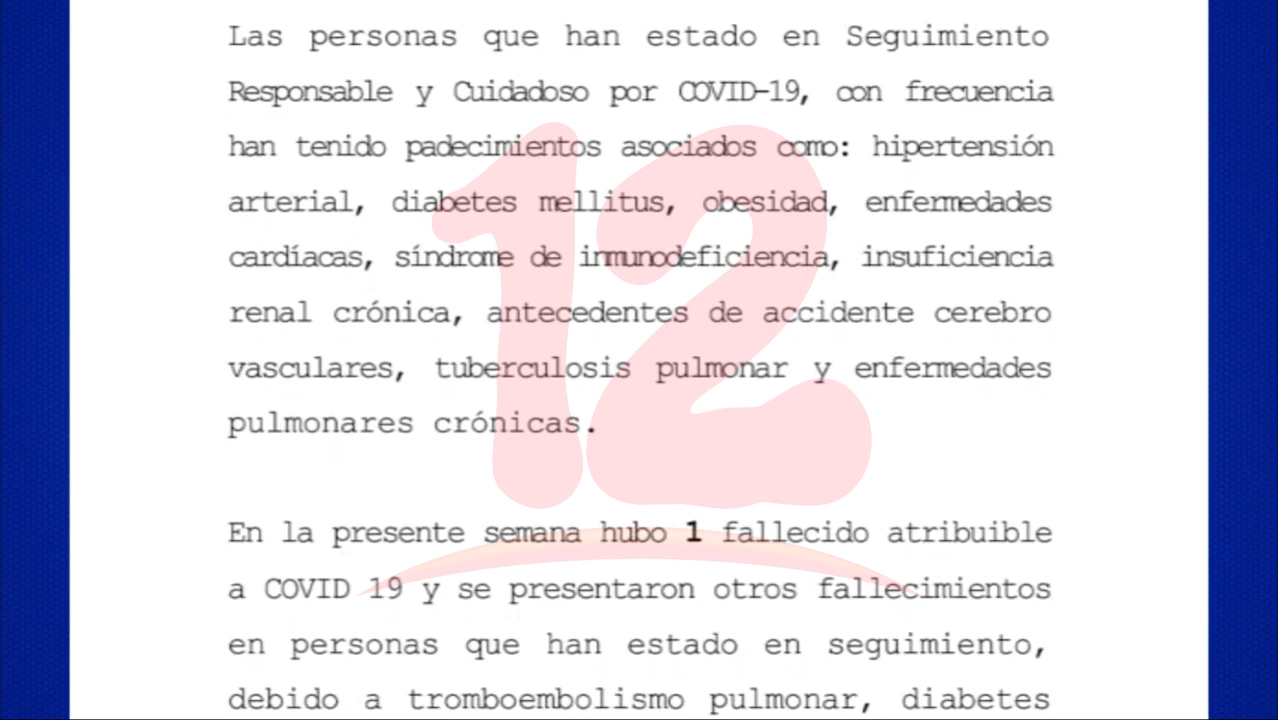 Las personas que han estado en Seguimiento
Responsable y Cuidadoso por COVID-19, con frecuencia
han tenido padecimientos asociados como: hipertensión
arterial, diabetes mellitus, obesidad, enfermedades
cardíacas, síndrome de inmunodeficiencia, insuficiencia
renal crónica, antecedentes de accidente cerebro
vasculares, tuberculosis pulmonar y enfermedades
pulmonares crónicas.
En la presente semana hubo 1 fallecido atribuible
a COVID 19 y se presentaron otros fallecimientos
en personas que han estado en seguimiento,
debido a tromboembolismo pulmonar, diabetes
12